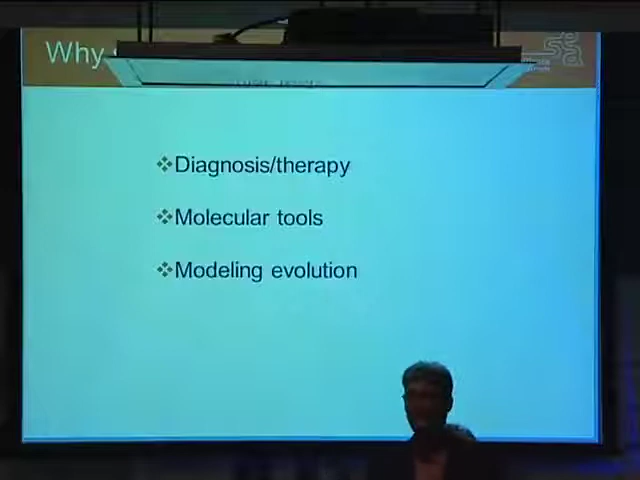 Why
Diagnosis/therapy
Molecular tools
Modeling evolution